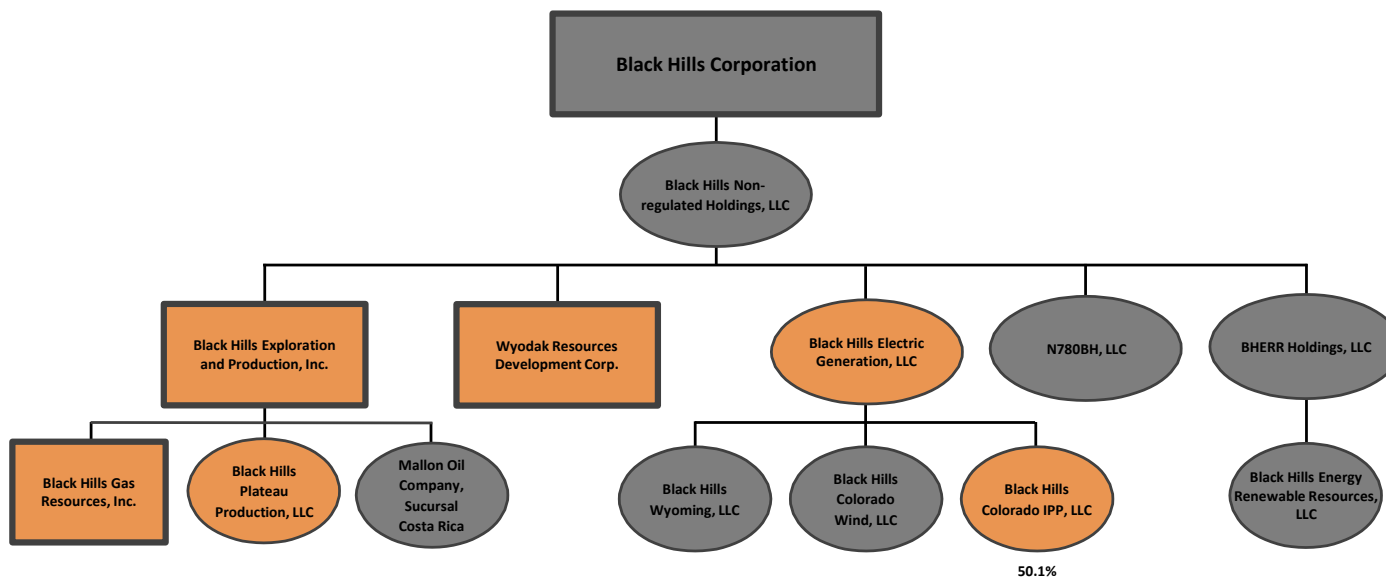 Black Hills Corporation
Black Hills Non-
regulated Holdings, LLC
Black Hills Exploration
and Production, Inc.
Wyodak Resources
Development Corp.
Black Hills Electric
Generation, LLC
N780BH, LLC
BHERR Holdings, LLC
Black Hills Gas
Resources, Inc.
Black Hills
Plateau
Production, LLC
Mallon Oil
Company,
Sucursal
Costa Rica
Black Hills
Wyoming, LLC
Black Hills
Colorado
Wind, LLC
Black Hills
Colorado IPP, LLC
50.1%
Black Hills Energy
Renewable Resources,
LLC